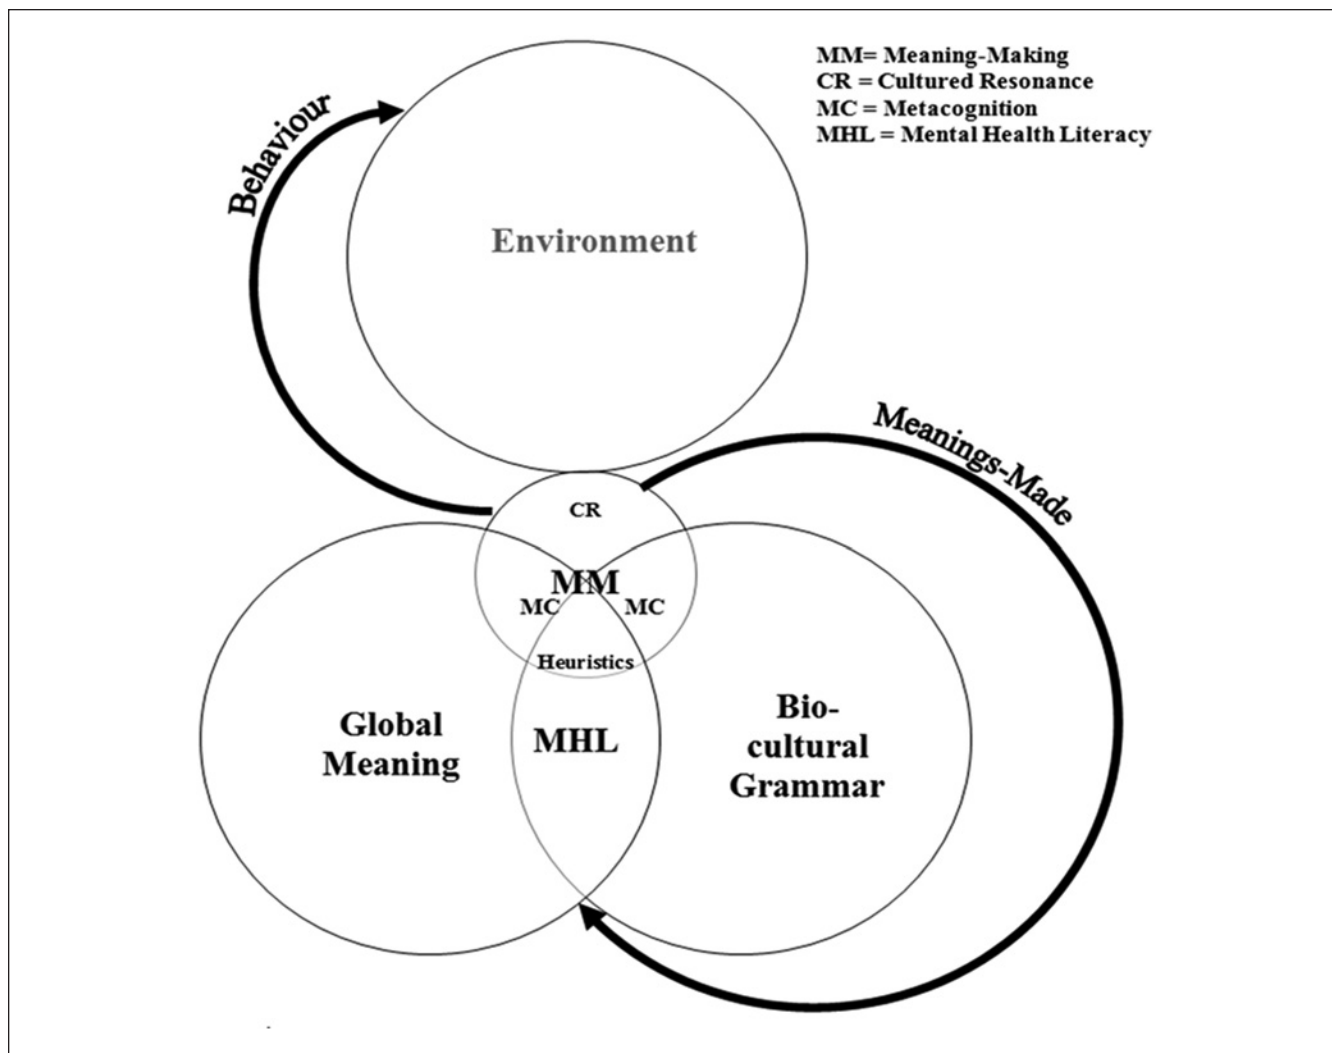 MM= Meaning-Making
CR = Cultured Resonance
MC = Metacognition
MHL = Mental Health Literacy
Behaviour
Environment
Meanings-Made
CR
MM
MC
MC
Heuristics
Global
Meaning
MHL
Bio-
cultural
Grammar